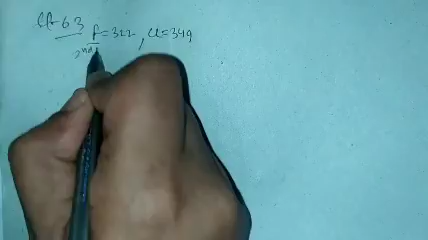 63
f = 322, u = 349
2nd